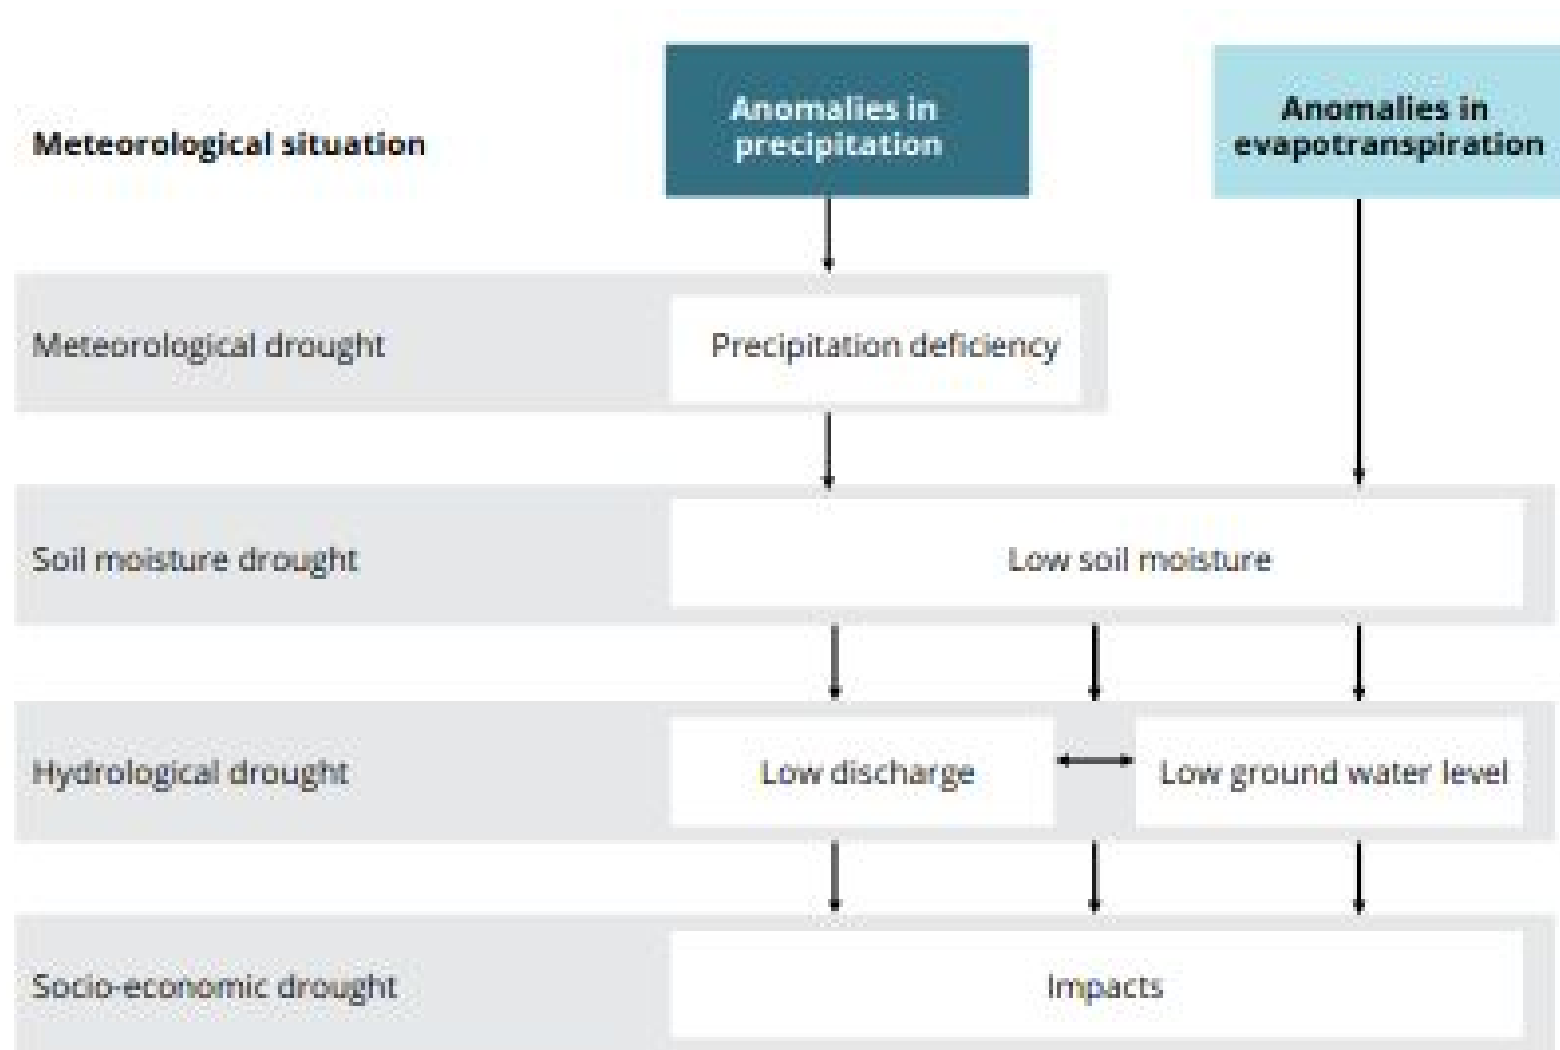 Meteorological situation
Anomalies in
precipitation
Anomalies in
evapotranspiration
Meteorological drought
Precipitation deficiency
Soil moisture drought
Low soil moisture
Hydrological drought
Low discharge
Low ground water level
Socio-economic drought
Impacts